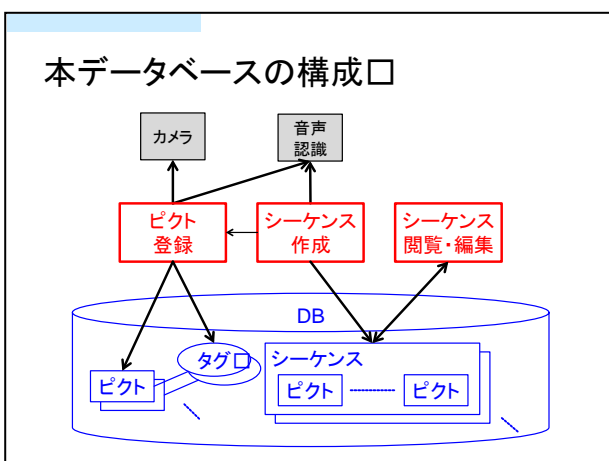 本データベースの構成□
カメラ
音声
認識
ピクト
登録
シーケンス
作成
シーケンス
閲覧・編集
DB
タグ□
シーケンス
ピクト
ピクト
ピクト